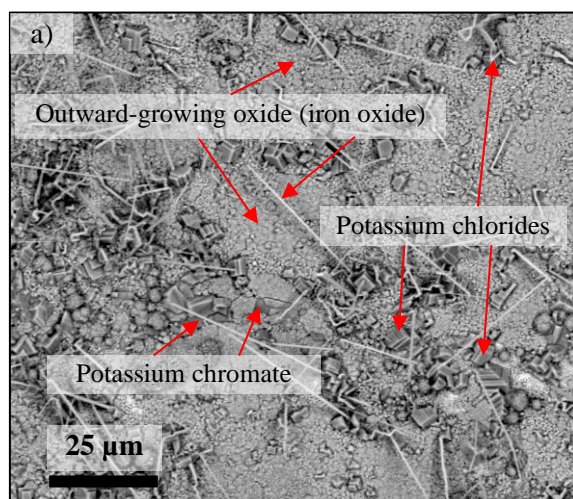 a)
Outward-growing oxide (iron oxide)
Potassium chlorides
Potassium chromate
25 µm